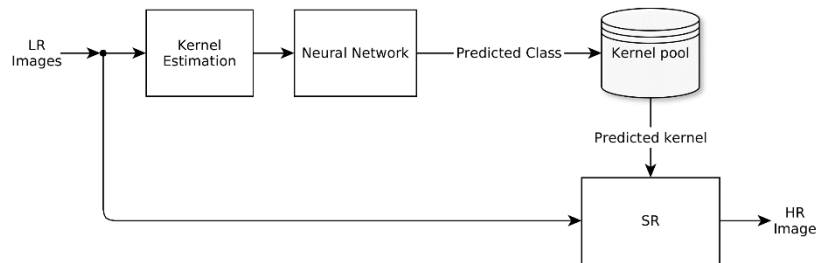 LR
Images
Kernel
Estimation
Neural Network
Predicted Class
Kernel pool
Predicted kernel
SR
HR
Image